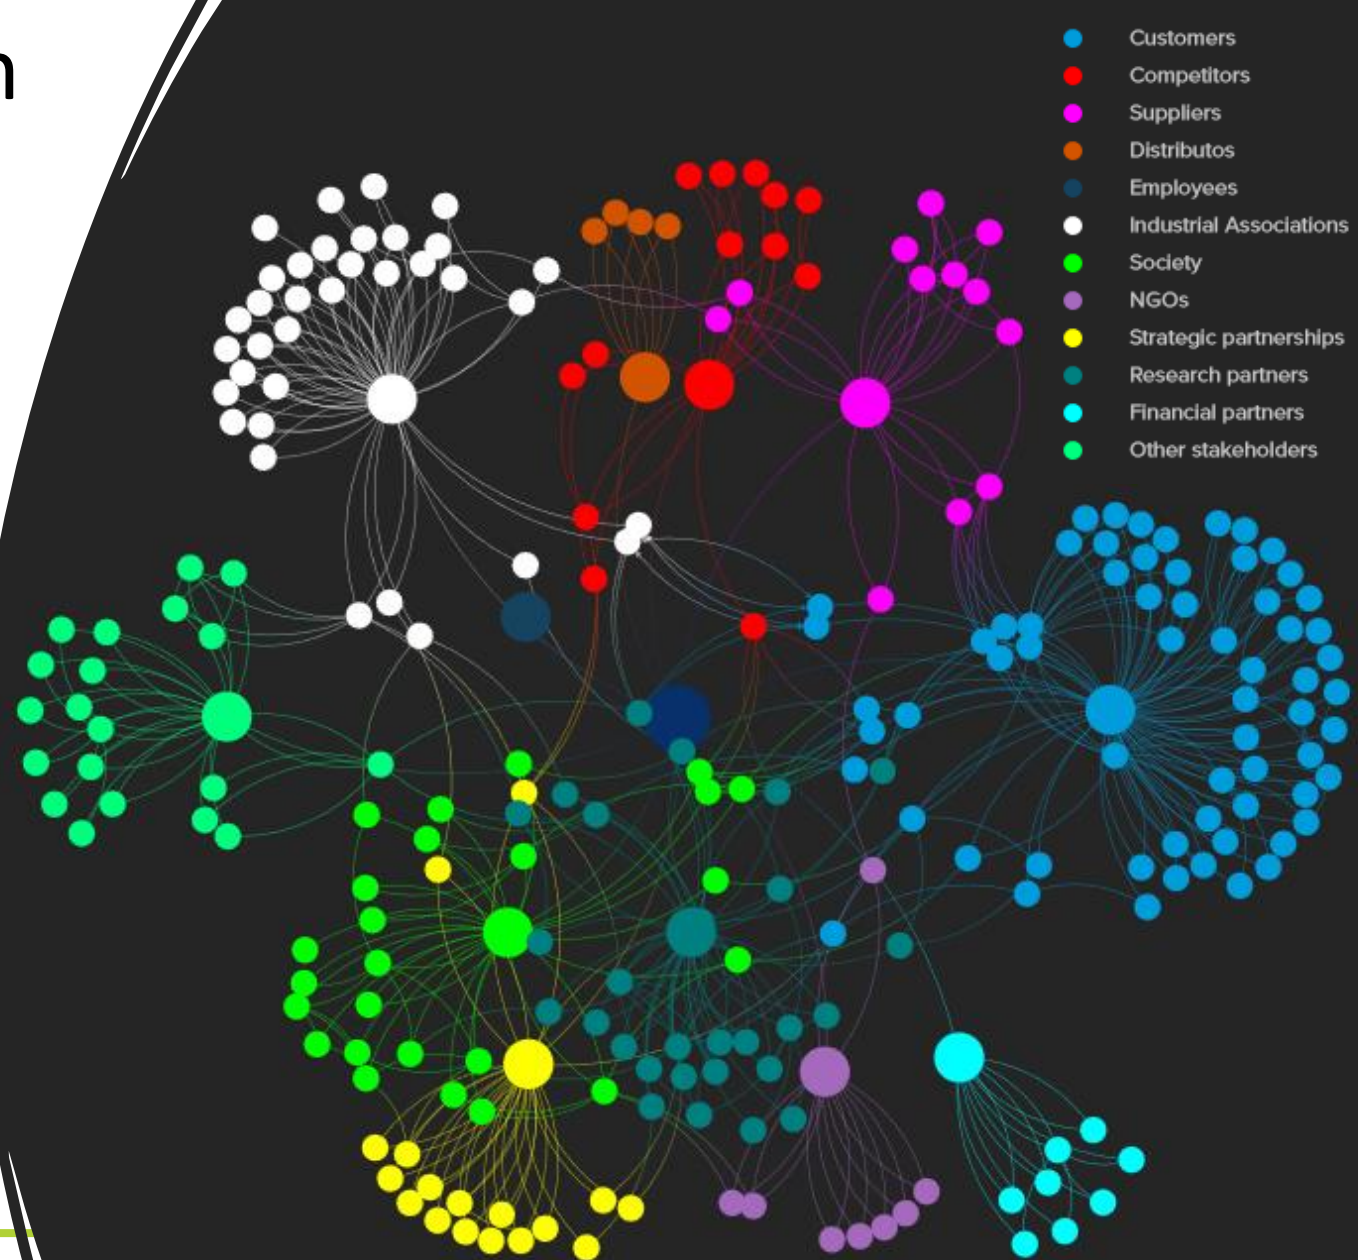 n
Customers
Competitors
Suppliers
Distributos
Employees
Industrial Associations
Society
NGOs
Strategic partnerships
Research partners
Financial partners
Other stakeholders